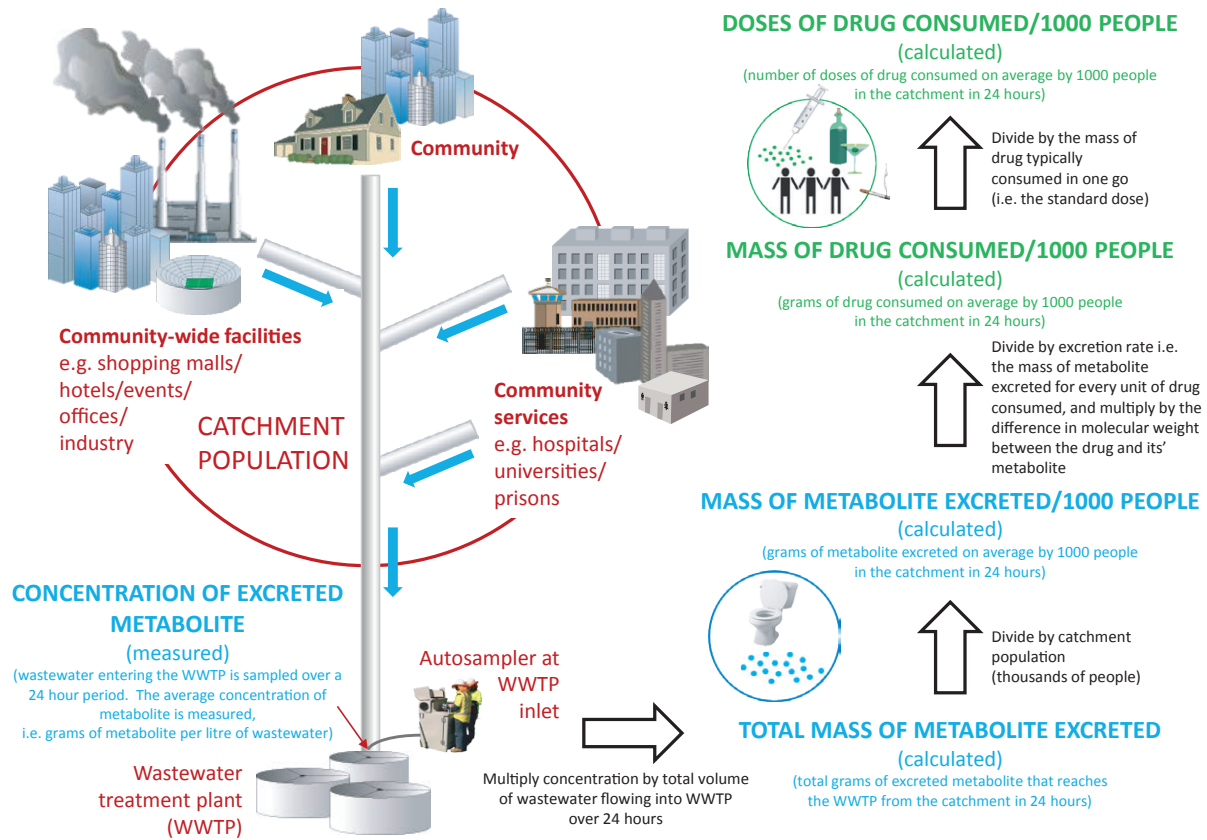 Community
Community-wide facilities
e.g. shopping malls/
hotels/events/
offices/
industry
CATCHMENT
POPULATION
Community
services
e.g. hospitals/
universities/
prisons
CONCENTRATION OF EXCRETED
METABOLITE
(measured)
(wastewater entering the WWTP is sampled over a
24 hour period. The average concentration of
metabolite is measured,
i.e. grams of metabolite per litre of wastewater)
Autosampler at
WWTP
inlet
Wastewater
treatment plant
(WWTP)
Multiply concentration by total volume
of wastewater flowing into WWTP
over 24 hours
DOSES OF DRUG CONSUMED/1000 PEOPLE
(calculated)
(number of doses of drug consumed on average by 1000 people
in the catchment in 24 hours)
Divide by the mass of
drug typically
consumed in one go
(i.e. the standard dose)
MASS OF DRUG CONSUMED/1000 PEOPLE
(calculated)
(grams of drug consumed on average by 1000 people
in the catchment in 24 hours)
Divide by excretion rate i.e.
the mass of metabolite
excreted for every unit of drug
consumed, and multiply by the
difference in molecular weight
between the drug and its’
metabolite
MASS OF METABOLITE EXCRETED/1000 PEOPLE
(calculated)
(grams of metabolite excreted on average by 1000 people
in the catchment in 24 hours)
Divide by catchment
population
(thousands of people)
TOTAL MASS OF METABOLITE EXCRETED
(calculated)
(total grams of excreted metabolite that reaches
the WWTP from the catchment in 24 hours)